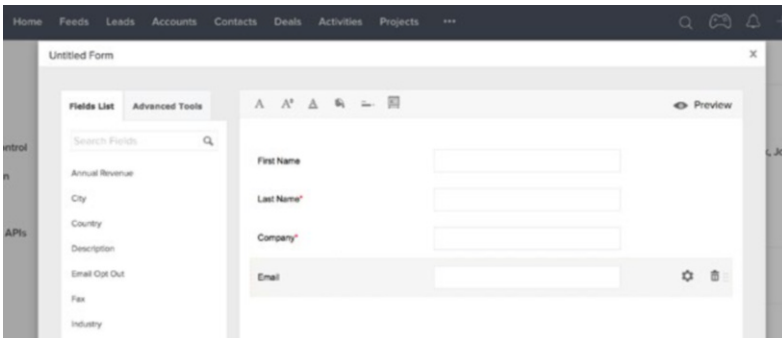 Home Feeds Leads Accounts Contacts Deals Activities Projects
Untitled Form
Fields List Advanced Tools
Preview
Search Fields
Annual Revenue
City
Country
Description
Email Opt Out
Fax
Industry
First Name
Last Name*
Company*
Email
ntrol
n
APIs